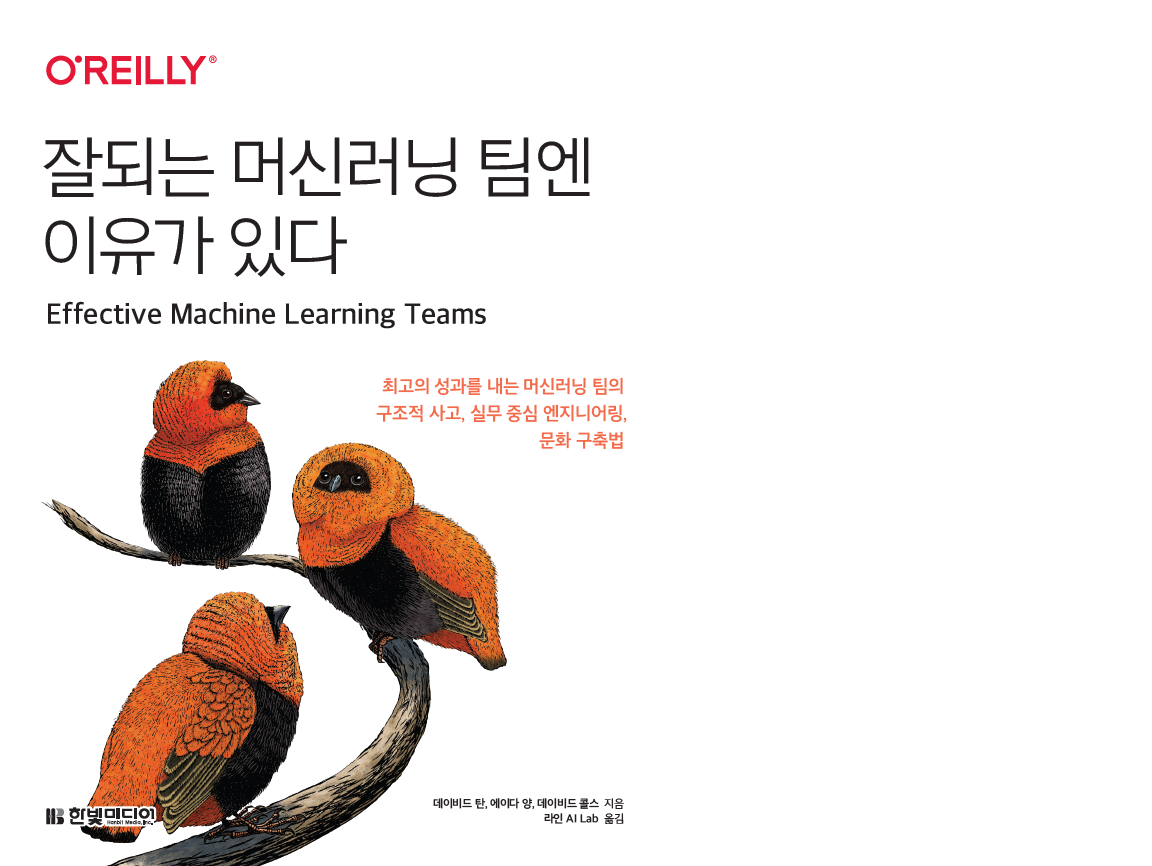 O'REILLY®
잘되는 머신러닝 팀엔
이유가 있다
Effective Machine Learning Teams
최고의 성과를 내는 머신러닝 팀의
구조적 사고, 실무 중심 엔지니어링,
문화 구축법
데이비드 탄, 에이다 양, 데이비드 콜스 지음
라인 AI Lab 옮김
한빛미디어
Hanbit Media, Inc.